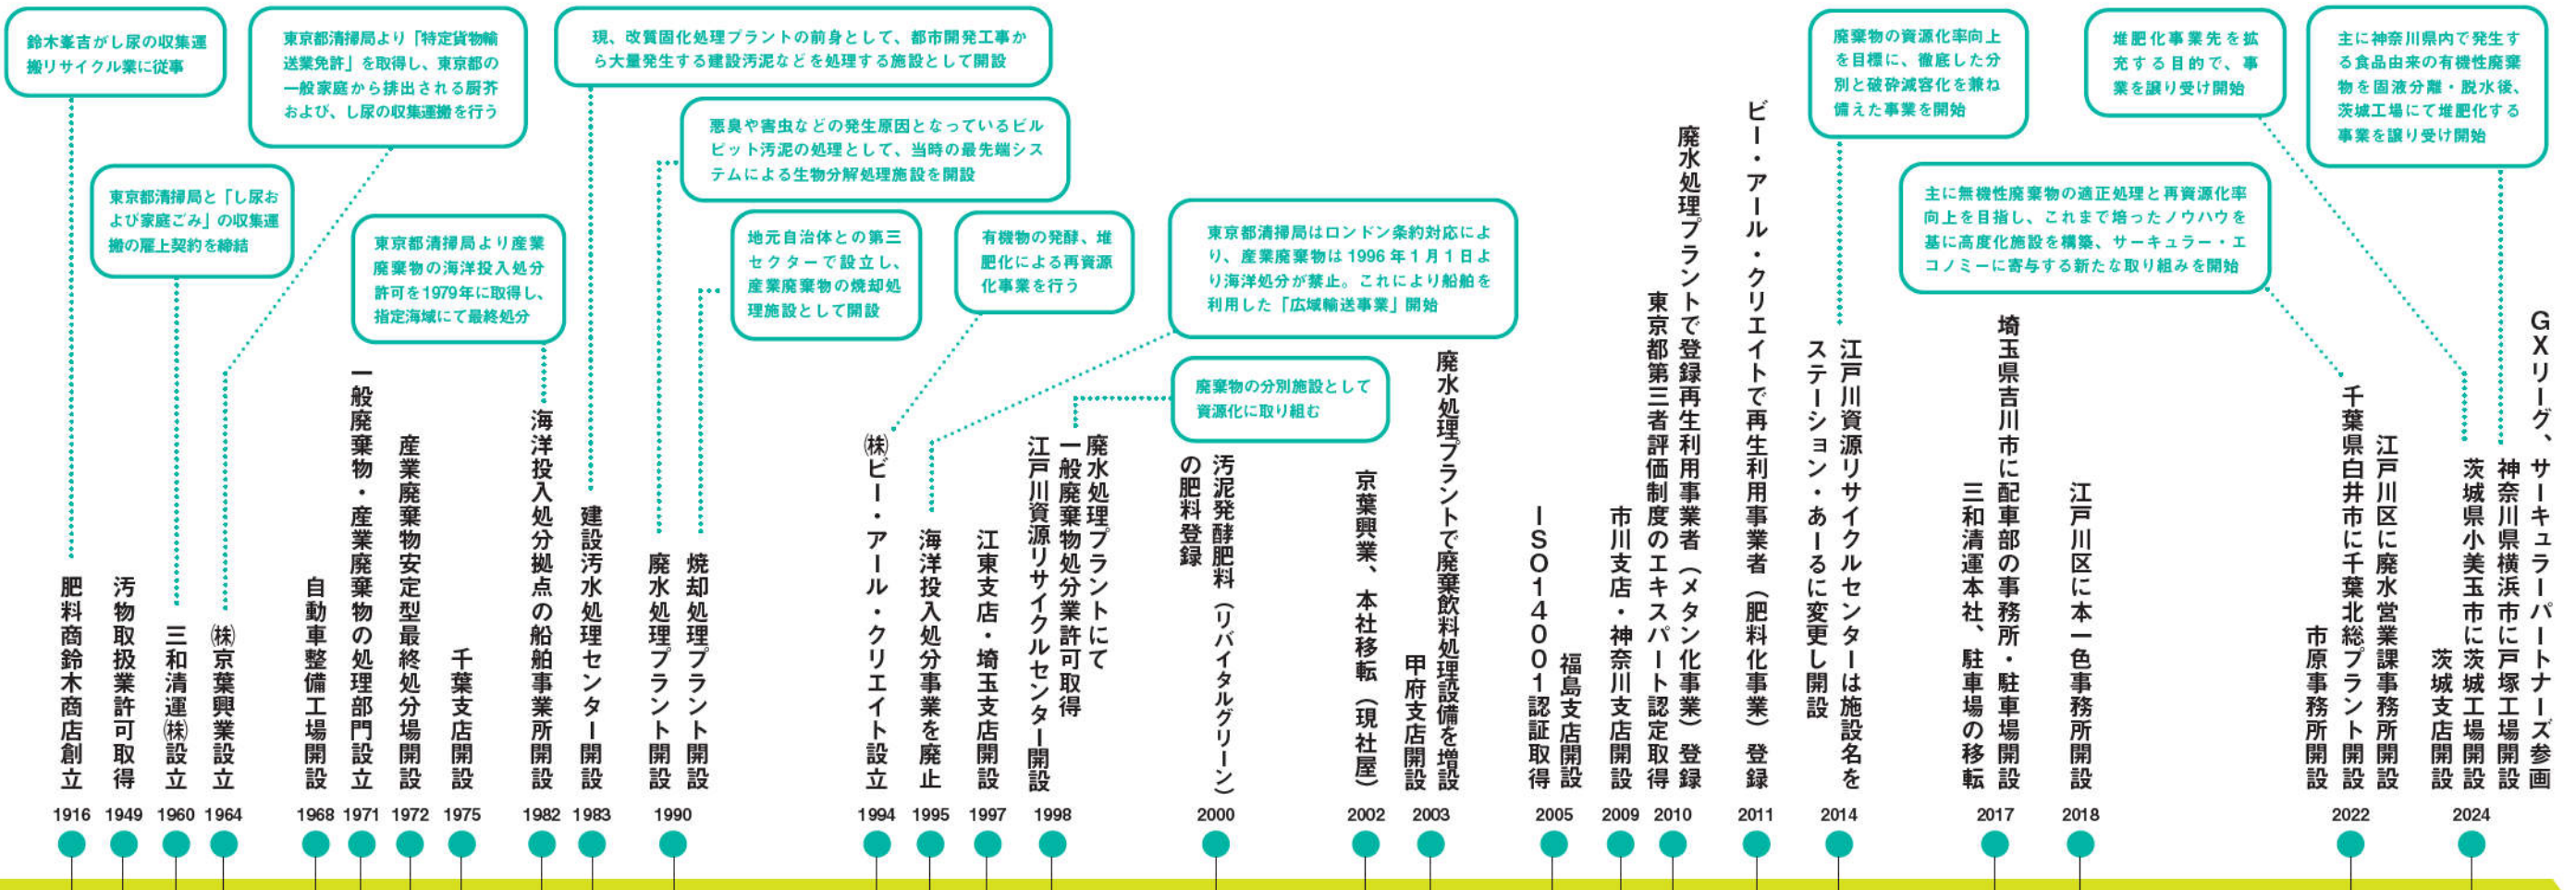 鈴木峯吉がし尿の収集運
搬リサイクル業に従事
東京都清掃局と「し尿お
よび家庭ごみ」の収集運
搬の雇上契約を締結
東京都清掃局より「特定貨物輸
送業免許」を取得し、東京都の
一般家庭から排出される厨芥
および、し尿の収集運搬を行う
東京都清掃局より産業
廃棄物の海洋投入処分
許可を1979年に取得し、
指定海域にて最終処分
現、改質固化処理プラントの前身として、都市開発工事か
ら大量発生する建設汚泥などを処理する施設として開設
悪臭や害虫などの発生原因となっているビル
ピット汚泥の処理として、当時の最先端シス
テムによる生物分解処理施設を開設
地元自治体との第三
セクターで設立し、
産業廃棄物の焼却処
理施設として開設
有機物の発酵、堆
肥化による再資源
化事業を行う
東京都清掃局はロンドン条約対応によ
り、産業廃棄物は1996年1月1日よ
り海洋処分が禁止。これにより船舶を
利用した「広域輸送事業」開始
廃棄物の分別施設として
資源化に取り組む
廃棄物の資源化率向上
を目標に、徹底した分
別と破砕減容化を兼ね
備えた事業を開始
主に無機性廃棄物の適正処理と再資源化率
向上を目指し、これまで培ったノウハウを
基に高度化施設を構築、サーキュラー・エ
コノミーに寄与する新たな取り組みを開始
堆肥化事業先を拡
充する目的で、事
業を譲り受け開始
主に神奈川県内で発生す
る食品由来の有機性廃棄
物を固液分離・脱水後、
茨城工場にて堆肥化する
事業を譲り受け開始
肥料商鈴木商店創立
1916
汚物取扱業許可取得
1949
三和清運㈱設立
1960
㈱京葉興業設立
1964
自動車整備工場開設
1968
一般廃棄物・産業廃棄物の処理部門設立
1971
産業廃棄物安定型最終処分場開設
1972
千葉支店開設
1975
海洋投入処分拠点の船舶事業所開設
1982
建設汚水処理センター開設
1983
焼却処理プラント開設
廃水処理プラント開設
1990
㈱ビー・アール・クリエイト設立
1994
海洋投入処分事業を廃止
1995
江東支店・埼玉支店開設
1997
廃水処理プラントにて
一般廃棄物処分業許可取得
江戸川資源リサイクルセンター開設
1998
汚泥発酵肥料（リバイタルグリーン）
の肥料登録
2000
京葉興業、本社移転（現社屋）
2002
廃水処理プラントで廃棄飲料処理設備を増設
甲府支店開設
2003
福島支店開設
ISO14001認証取得
2005
市川支店・神奈川支店開設
2009
廃水処理プラントで登録再生利用事業者（メタン化事業）登録
東京都第三者評価制度のエキスパート認定取得
2010
ビー・アール・クリエイトで再生利用事業者（肥料化事業）登録
2011
江戸川資源リサイクルセンターは施設名を
ステーション・あーるに変更し開設
2014
埼玉県吉川市に配車部の事務所・駐車場開設
三和清運本社、駐車場の移転
2017
江戸川区に本一色事務所開設
2018
江戸川区に廃水営業課事務所開設
千葉県白井市に千葉北総プラント開設
市原事務所開設
2022
GXリーグ、サーキュラーパートナーズ参画
神奈川県横浜市に戸塚工場開設
茨城県小美玉市に茨城工場開設
茨城支店開設
2024